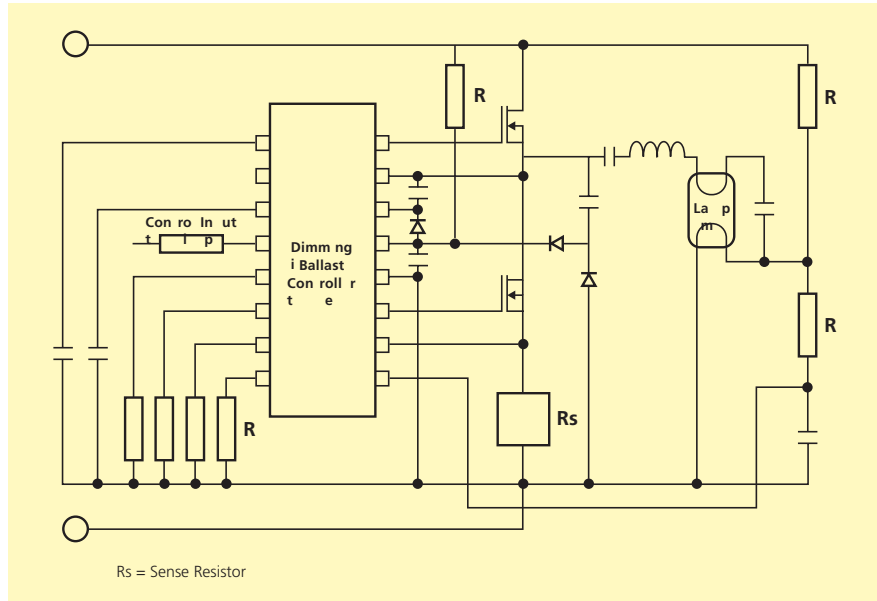 R
R
Con ro In ut
t i p
La p
m
Dimm ng
i Ballast
Con roll r
t e
R
R
Rs
Rs = Sense Resistor